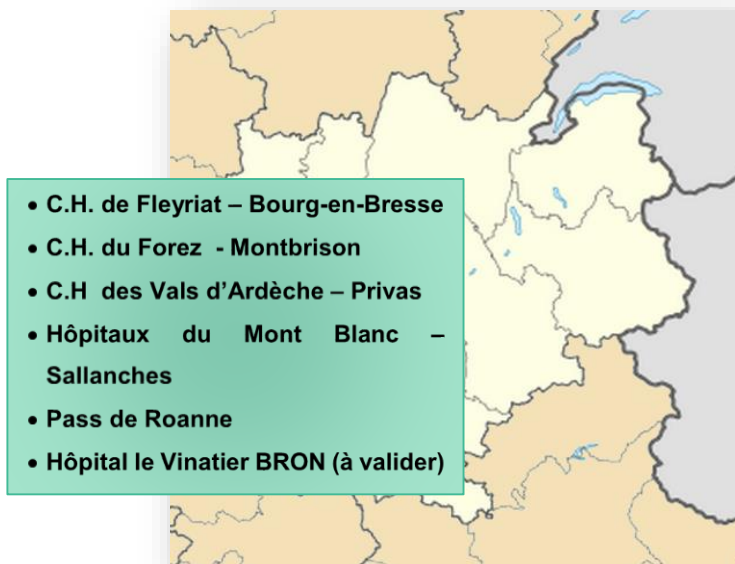 • C.H. de Fleyriat – Bourg-en-Bresse
• C.H. du Forez - Montbrison
• C.H des Vals d’Ardèche – Privas
• Hôpitaux du Mont Blanc –
Sallanches
• Pass de Roanne
• Hôpital le Vinatier BRON (à valider)